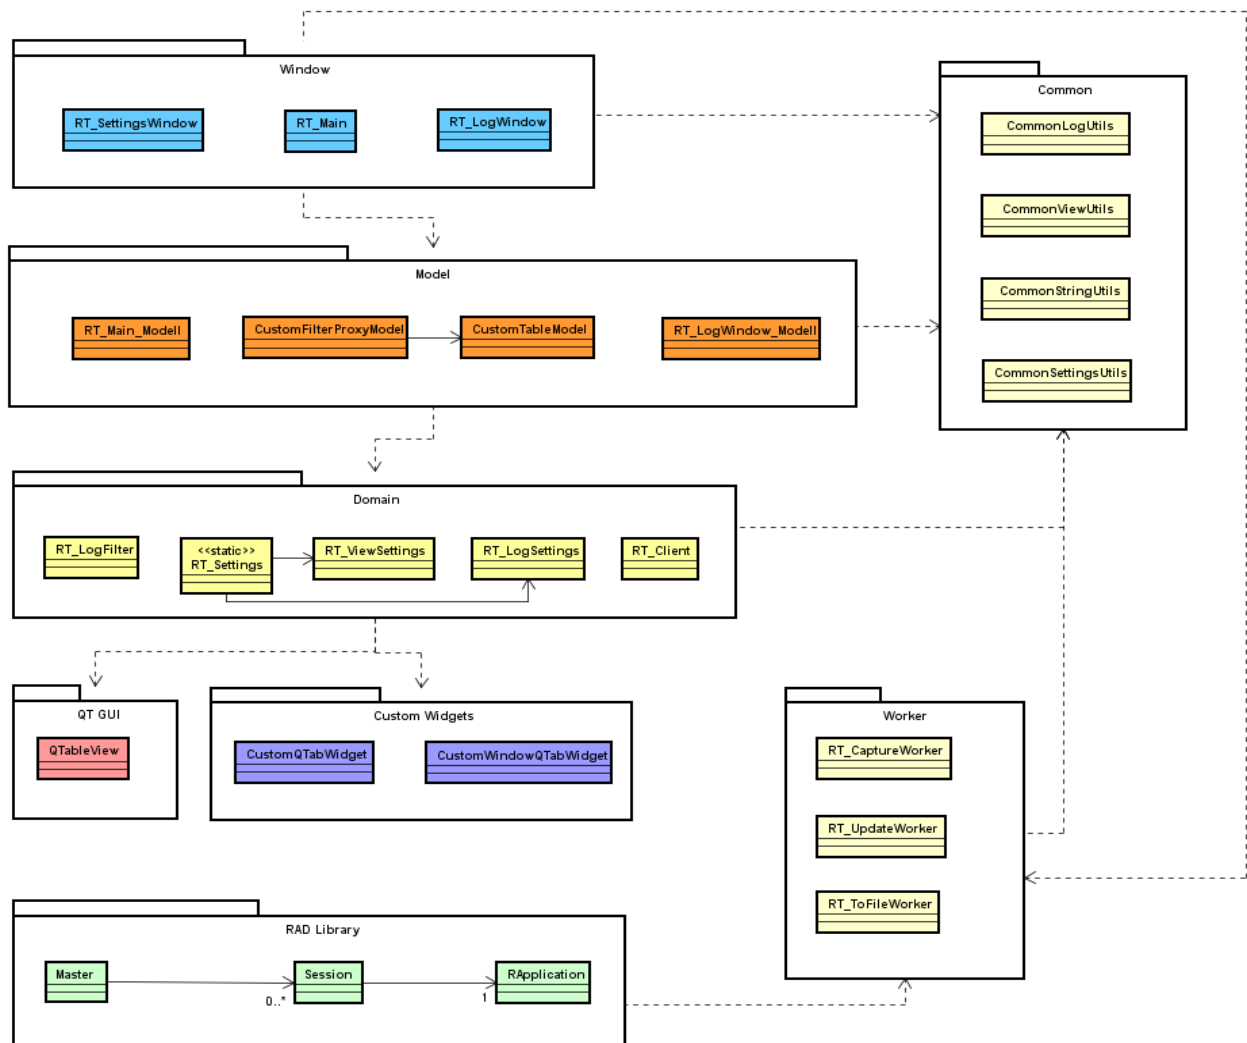 Window
RT_SettingsWindow
RT_Main
RT_LogWindow
Common
CommonLogUtils
CommonViewUtils
CommonStringUtils
CommonSettingsUtils
Model
RT_Main_Modell
CustomFilterProxyModel
CustomTableModel
RT_LogWindow_Modell
Domain
RT_LogFilter
<<static>>
RT_Settings
RT_ViewSettings
RT_LogSettings
RT_Client
QT GUI
QTableView
Custom Widgets
CustomQTabWidget
CustomWindowQTabWidget
Worker
RT_CaptureWorker
RT_UpdateWorker
RT_ToFileWorker
RAD Library
Master
0..*
Session
1
RApplication